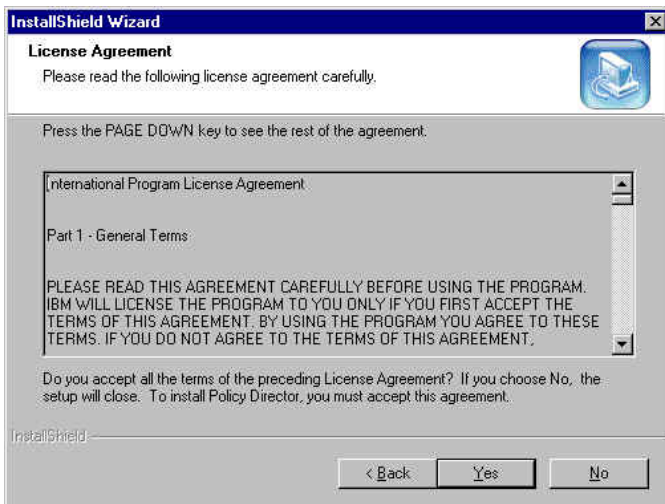 InstallShield Wizard
License Agreement
Please read the following license agreement carefully.
Press the PAGE DOWN key to see the rest of the agreement.
International Program License Agreement
Part 1 - General Terms
PLEASE READ THIS AGREEMENT CAREFULLY BEFORE USING THE PROGRAM.
IBM WILL LICENSE THE PROGRAM TO YOU ONLY IF YOU FIRST ACCEPT THE
TERMS OF THIS AGREEMENT. BY USING THE PROGRAM YOU AGREE TO THESE
TERMS. IF YOU DO NOT AGREE TO THE TERMS OF THIS AGREEMENT,
Do you accept all the terms of the preceding License Agreement? If you choose No, the
setup will close. To install Policy Director, you must accept this agreement.
InstallShield
< Back Yes No